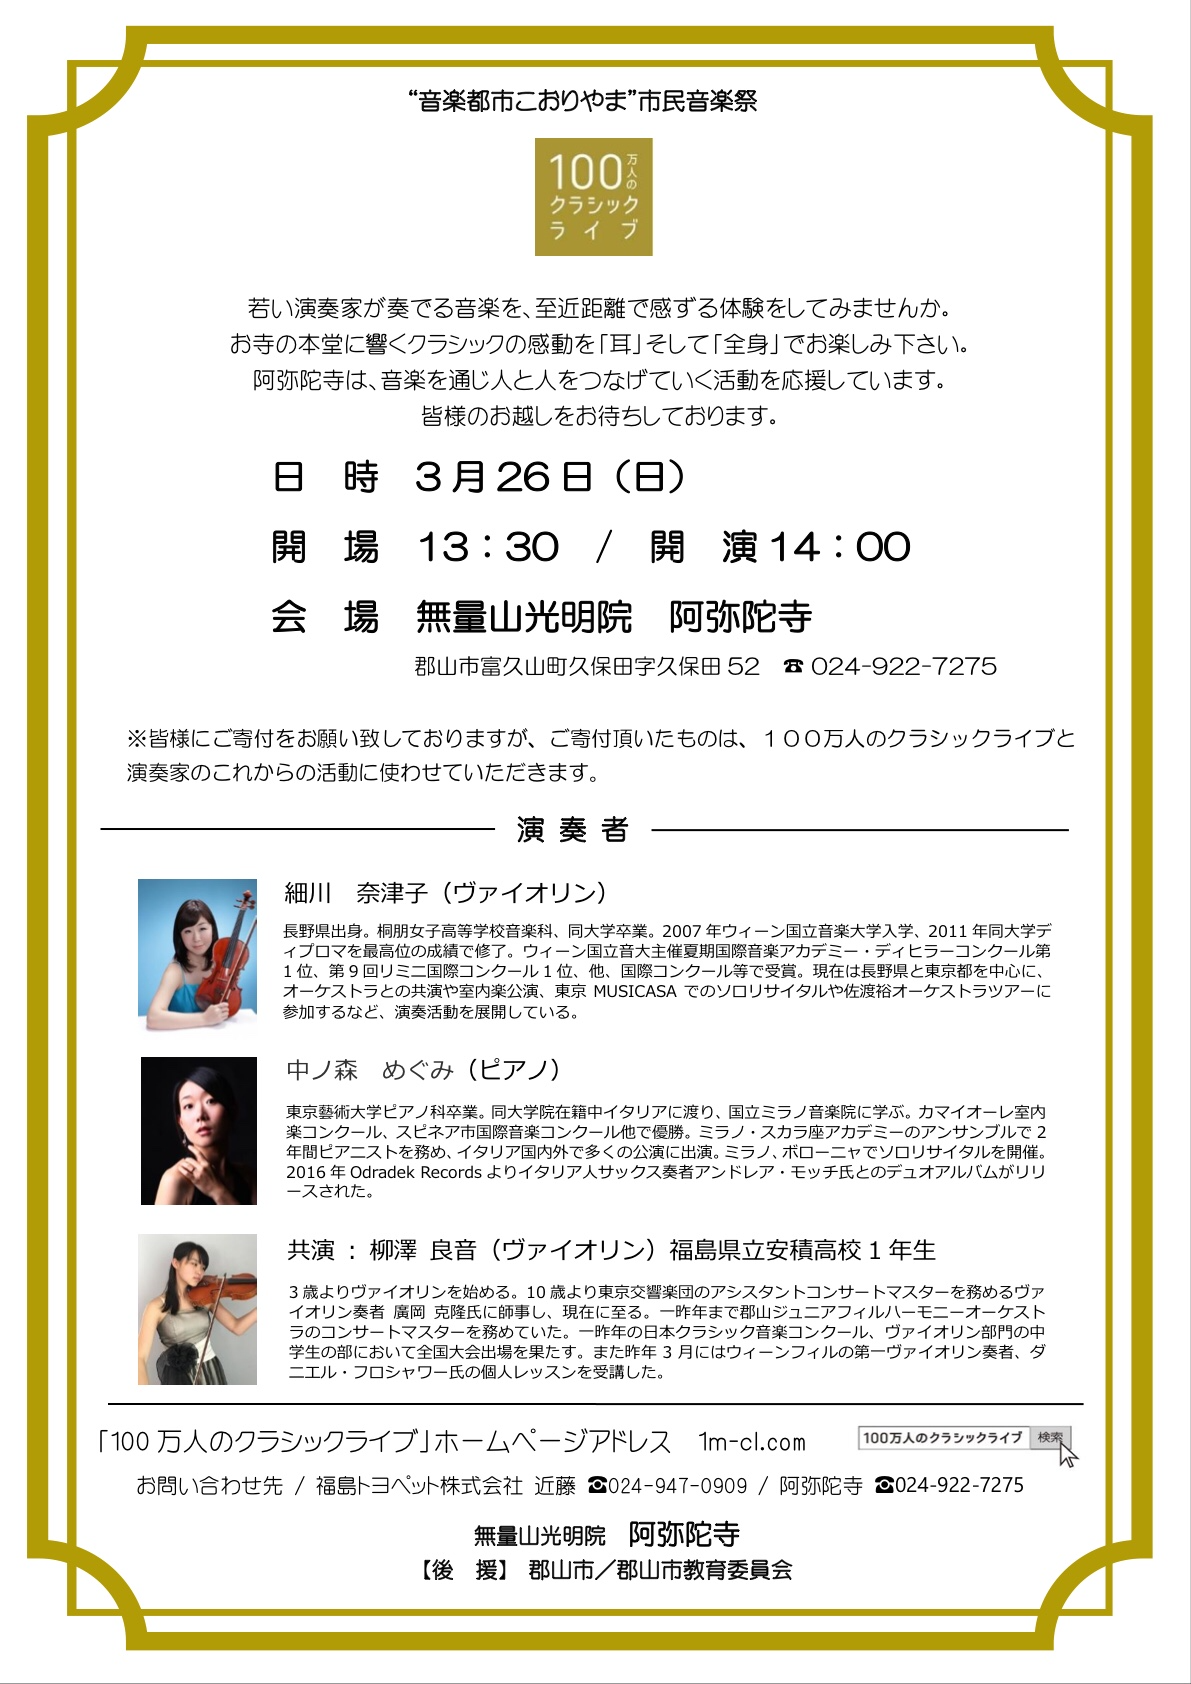 “音楽都市こおりやま”市民音楽祭
100万人の
クラシック
ライブ
若い演奏家が奏でる音楽を、至近距離で感ずる体験をしてみませんか。
お寺の本堂に響くクラシックの感動を「耳」そして「全身」でお楽しみ下さい。
阿弥陀寺は、音楽を通じ人と人をつなげていく活動を応援しています。
皆様のお越しをお待ちしております。
日　時　3月26日（日）
開　場　13：30　/　開　演14：00
会　場　無量山光明院　阿弥陀寺
郡山市富久山町久保田字久保田52　☎024-922-7275
※皆様にご寄付をお願い致しておりますが、ご寄付頂いたものは、１００万人のクラシックライブと
演奏家のこれからの活動に使わせていただきます。
演奏者
細川　奈津子（ヴァイオリン）
長野県出身。桐朋女子高等学校音楽科、同大学卒業。2007年ウィーン国立音楽大学入学、2011年同大学デ
ィプロマを最高位の成績で修了。ウィーン国立音大主催夏期国際音楽アカデミー・ディヒラーコンクール第
1位、第9回リミニ国際コンクール1位、他、国際コンクール等で受賞。現在は長野県と東京都を中心に、
オーケストラとの共演や室内楽公演、東京 MUSICASA でのソロリサイタルや佐渡裕オーケストラツアーに
参加するなど、演奏活動を展開している。
中ノ森　めぐみ（ピアノ）
東京藝術大学ピアノ科卒業。同大学院在籍中イタリアに渡り、国立ミラノ音楽院に学ぶ。カマイオーレ室内
楽コンクール、スピネア市国際音楽コンクール他で優勝。ミラノ・スカラ座アカデミーのアンサンブルで2
年間ピアニストを務め、イタリア国内外で多くの公演に出演。ミラノ、ボローニャでソロリサイタルを開催。
2016年Odradek Recordsよりイタリア人サックス奏者アンドレア・モッチ氏とのデュオアルバムがリリ
ースされた。
共演 : 柳澤 良音（ヴァイオリン）福島県立安積高校1年生
3歳よりヴァイオリンを始める。10歳より東京交響楽団のアシスタントコンサートマスターを務めるヴァ
イオリン奏者 廣岡 克隆氏に師事し、現在に至る。一昨年まで郡山ジュニアフィルハーモニーオーケスト
ラのコンサートマスターを務めていた。一昨年の日本クラシック音楽コンクール、ヴァイオリン部門の中
学生の部において全国大会出場を果たす。また昨年3月にはウィーンフィルの第一ヴァイオリン奏者、ダ
ニエル・フロシャワー氏の個人レッスンを受講した。
「100万人のクラシックライブ」ホームページアドレス　1m-cl.com
100万人のクラシックライブ 検索
お問い合わせ先 / 福島トヨペット株式会社 近藤 ☎024-947-0909 / 阿弥陀寺 ☎024-922-7275
無量山光明院　阿弥陀寺
【後　援】　郡山市／郡山市教育委員会